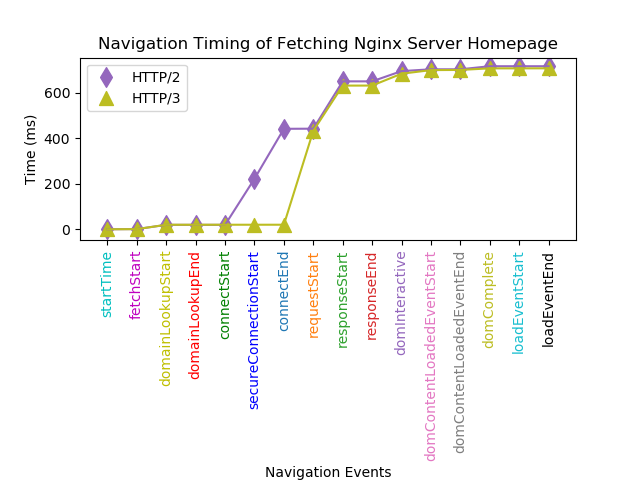 Navigation Timing of Fetching Nginx Server Homepage
HTTP/2
HTTP/3
Time (ms)
600
400
200
0
startTime
fetchStart
domainLookupStart
domainLookupEnd
connectStart
secureConnectionStart
connectEnd
requestStart
responseStart
responseEnd
domInteractive
domContentLoadedEventStart
domContentLoadedEventEnd
domComplete
loadEventStart
loadEventEnd
Navigation Events